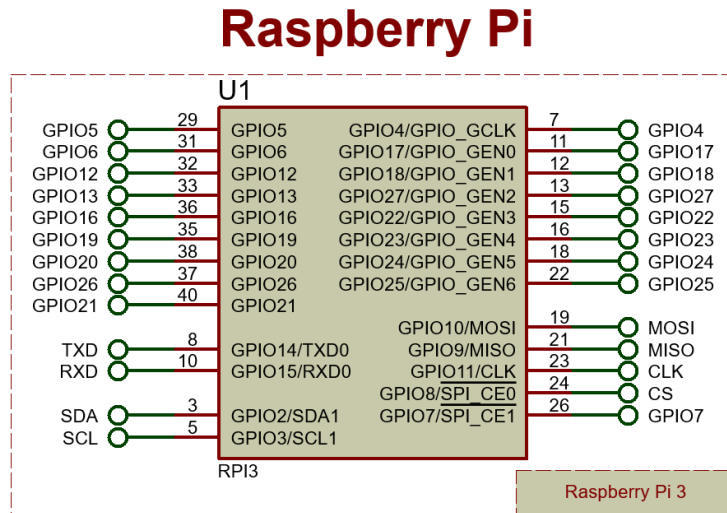 Raspberry Pi
U1
GPIO5 29 GPIO5 GPIO4/GPIO_GCLK 7 GPIO4
GPIO6 31 GPIO6 GPIO17/GPIO_GEN0 11 GPIO17
GPIO12 32 GPIO12 GPIO18/GPIO_GEN1 12 GPIO18
GPIO13 33 GPIO13 GPIO27/GPIO_GEN2 13 GPIO27
GPIO16 36 GPIO16 GPIO22/GPIO_GEN3 15 GPIO22
GPIO19 35 GPIO19 GPIO23/GPIO_GEN4 16 GPIO23
GPIO20 38 GPIO20 GPIO24/GPIO_GEN5 18 GPIO24
GPIO26 37 GPIO26 GPIO25/GPIO_GEN6 22 GPIO25
GPIO21 40 GPIO21
GPIO10/MOSI 19 MOSI
TXD 8 GPIO14/TXD0 GPIO9/MISO 21 MISO
RXD 10 GPIO15/RXD0 GPIO11/CLK 23 CLK
GPIO8/SPI_CE0 24 CS
SDA 3 GPIO2/SDA1 GPIO7/SPI_CE1 26 GPIO7
SCL 5 GPIO3/SCL1
RPI3
Raspberry Pi 3